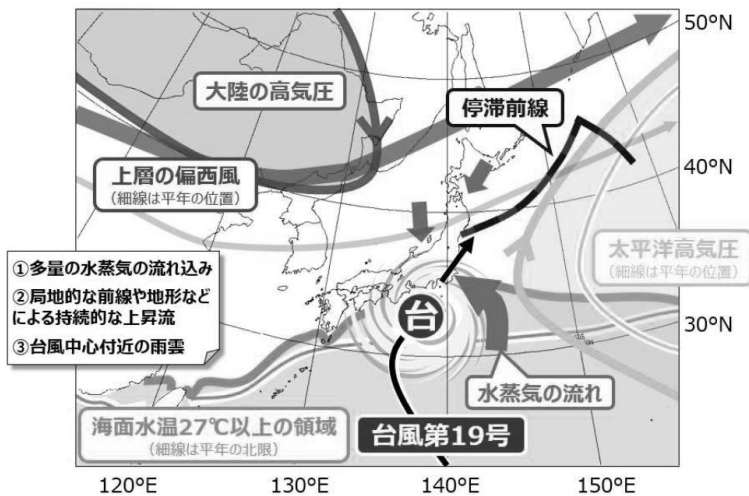 50°N
大陸の高気圧
停滞前線
上層の偏西風
(細線は平年の位置)
40°N
太平洋高気圧
(細線は平年の位置)
①多量の水蒸気の流れ込み
②局地的な前線や地形など
による持続的な上昇流
③台風中心付近の雨雲
台
30°N
水蒸気の流れ
海面水温27℃以上の領域
(細線は平年の北限)
台風第19号
120°E
130°E
140°E
150°E